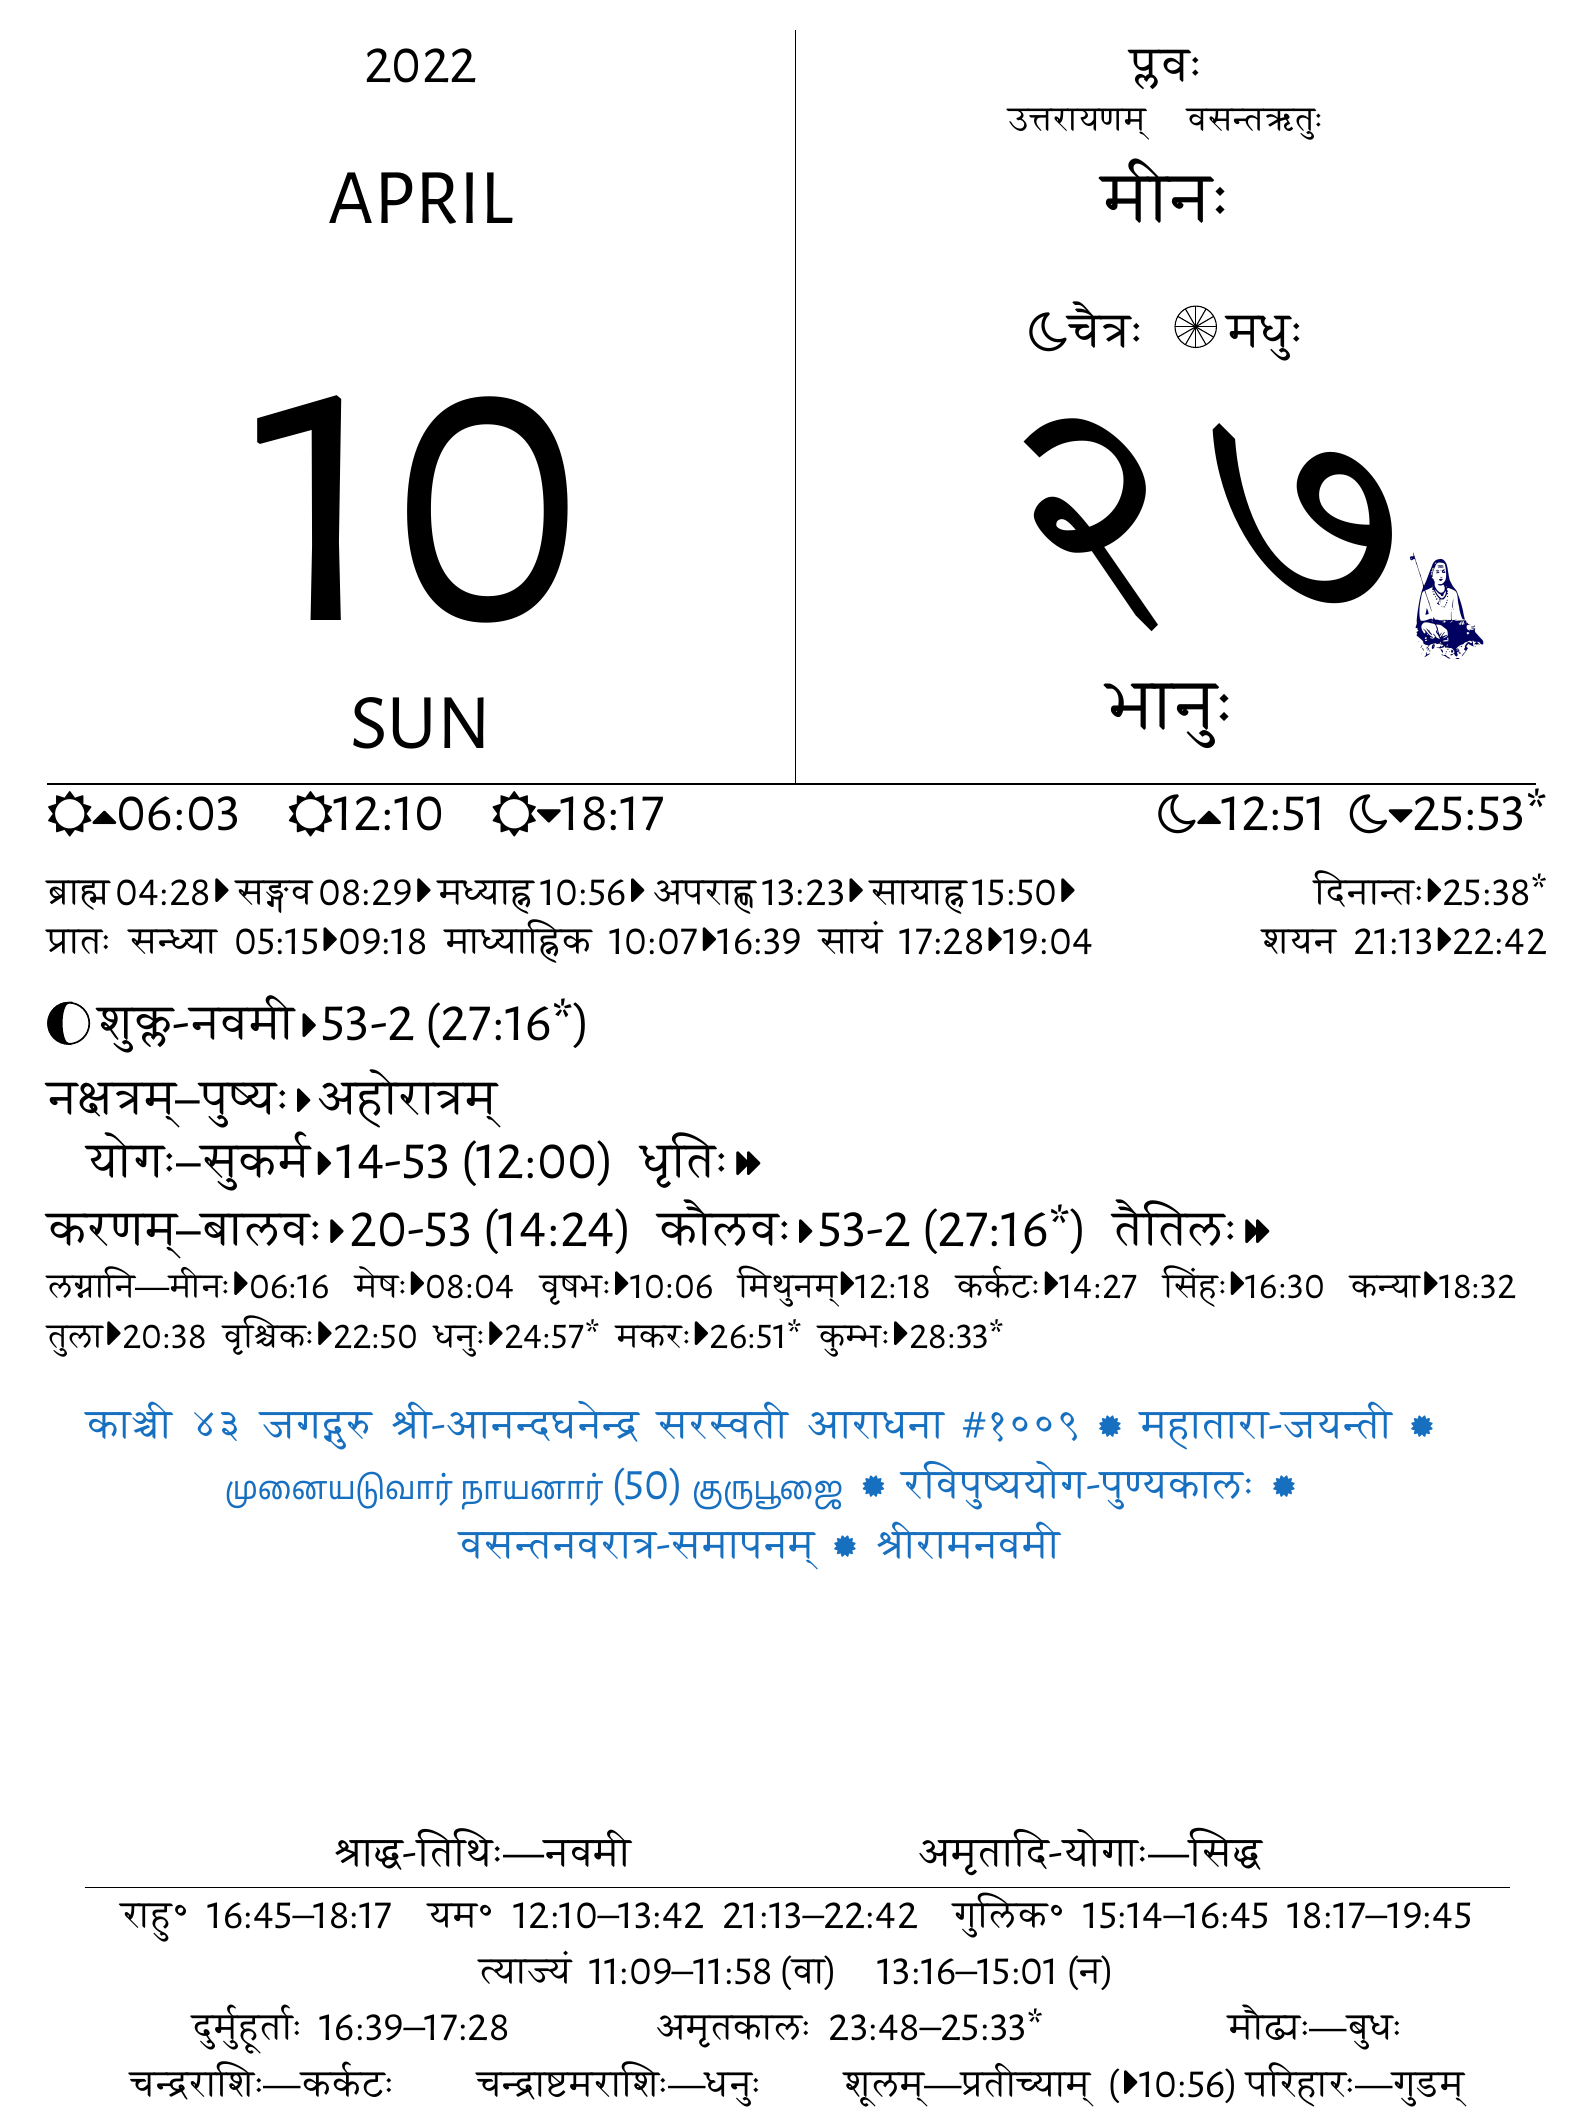 2022
APRIL
10
SUN
प्लवः
उत्तरायणम् वसन्तऋतुः
मीनः
चैत्रः मधुः
२७
भानुः
06:03 12:10 18:17 12:51 25:53*
ब्राह्म 04:28 सङ्गव 08:29 मध्याह्न 10:56 अपराह्ण 13:23 सायाह्न 15:50 दिनान्तः 25:38*
प्रातः सन्ध्या 05:15 09:18 माध्याह्निक 10:07 16:39 सायं 17:28 19:04 शयन 21:13 22:42
शुक्ल-नवमी 53-2 (27:16*)
नक्षत्रम्–पुष्यः अहोरात्रम्
योगः–सुकर्म 14-53 (12:00) धृतिः
करणम्–बालवः 20-53 (14:24) कौलवः 53-2 (27:16*) तैतिलः
लग्नानि—मीनः 06:16 मेषः 08:04 वृषभः 10:06 मिथुनम् 12:18 कर्कटः 14:27 सिंहः 16:30 कन्या 18:32
तुला 20:38 वृश्चिकः 22:50 धनुः 24:57* मकरः 26:51* कुम्भः 28:33*
काञ्ची ४३ जगद्गुरु श्री-आनन्दघनेन्द्र सरस्वती आराधना #१००९ ✹ महातारा-जयन्ती ✹
முனையடுவார் நாயனார் (50) குருபூஜை ✹ रविपुष्ययोग-पुण्यकालः ✹
वसन्तनवरात्र-समापनम् ✹ श्रीरामनवमी
श्राद्ध-तिथिः—नवमी अमृतादि-योगाः—सिद्ध
राहु॰ 16:45–18:17 यम॰ 12:10–13:42 21:13–22:42 गुलिक॰ 15:14–16:45 18:17–19:45
त्याज्यं 11:09–11:58 (वा) 13:16–15:01 (न)
दुर्मुहूर्ताः 16:39–17:28 अमृतकालः 23:48–25:33* मौढ्यः—बुधः
चन्द्रराशिः—कर्कटः चन्द्राष्टमराशिः—धनुः शूलम्—प्रतीच्याम् (10:56) परिहारः—गुडम्